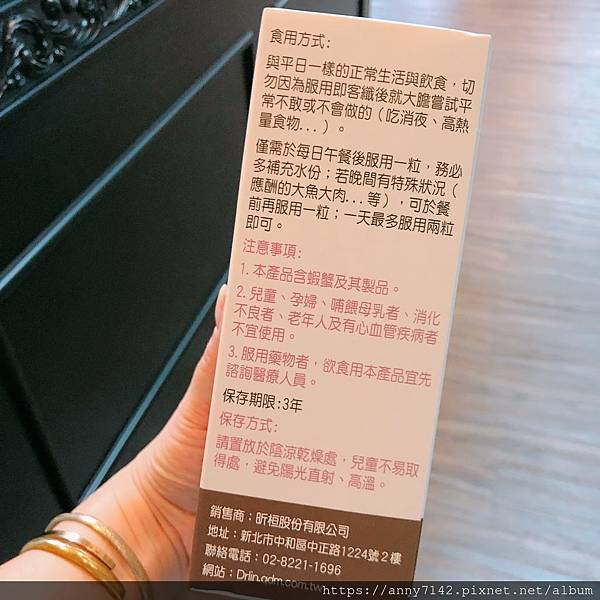 食用方式:
與平日一樣的正常生活與飲食，切
勿因為服用即客纖後就大膽嘗試平
常不敢或不會做的（吃消夜、高熱
量食物...）。
僅需於每日午餐後服用一粒，務必
多補充水份；若晚間有特殊狀況（
應酬的大魚大肉...等），可於餐
前再服用一粒；一天最多服用兩粒
即可。
注意事項:
1.本產品含蝦蟹及其製品。
2.兒童、孕婦、哺餵母乳者、消化
不良者、老年人及有心血管疾病者
不宜使用。
3.服用藥物者，欲食用本產品宜先
諮詢醫療人員。
保存期限:3年
保存方式:
請置放於陰涼乾燥處，兒童不易取
得處，避免陽光直射、高溫。
銷售商：昕桓股份有限公司
地址：新北市中和區中正路1224號2樓
聯絡電話：02-8221-1696
網站：Drlin.qdm.com.tw
https://anny7142.pixnet.net/album